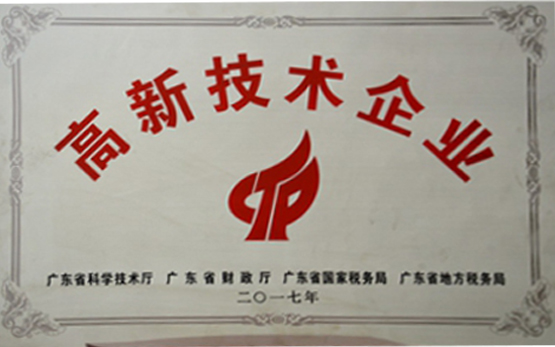 高新技术企业
广东省科学技术厅 广东省财政厅 广东省国家税务局 广东省地方税务局
二〇一七年